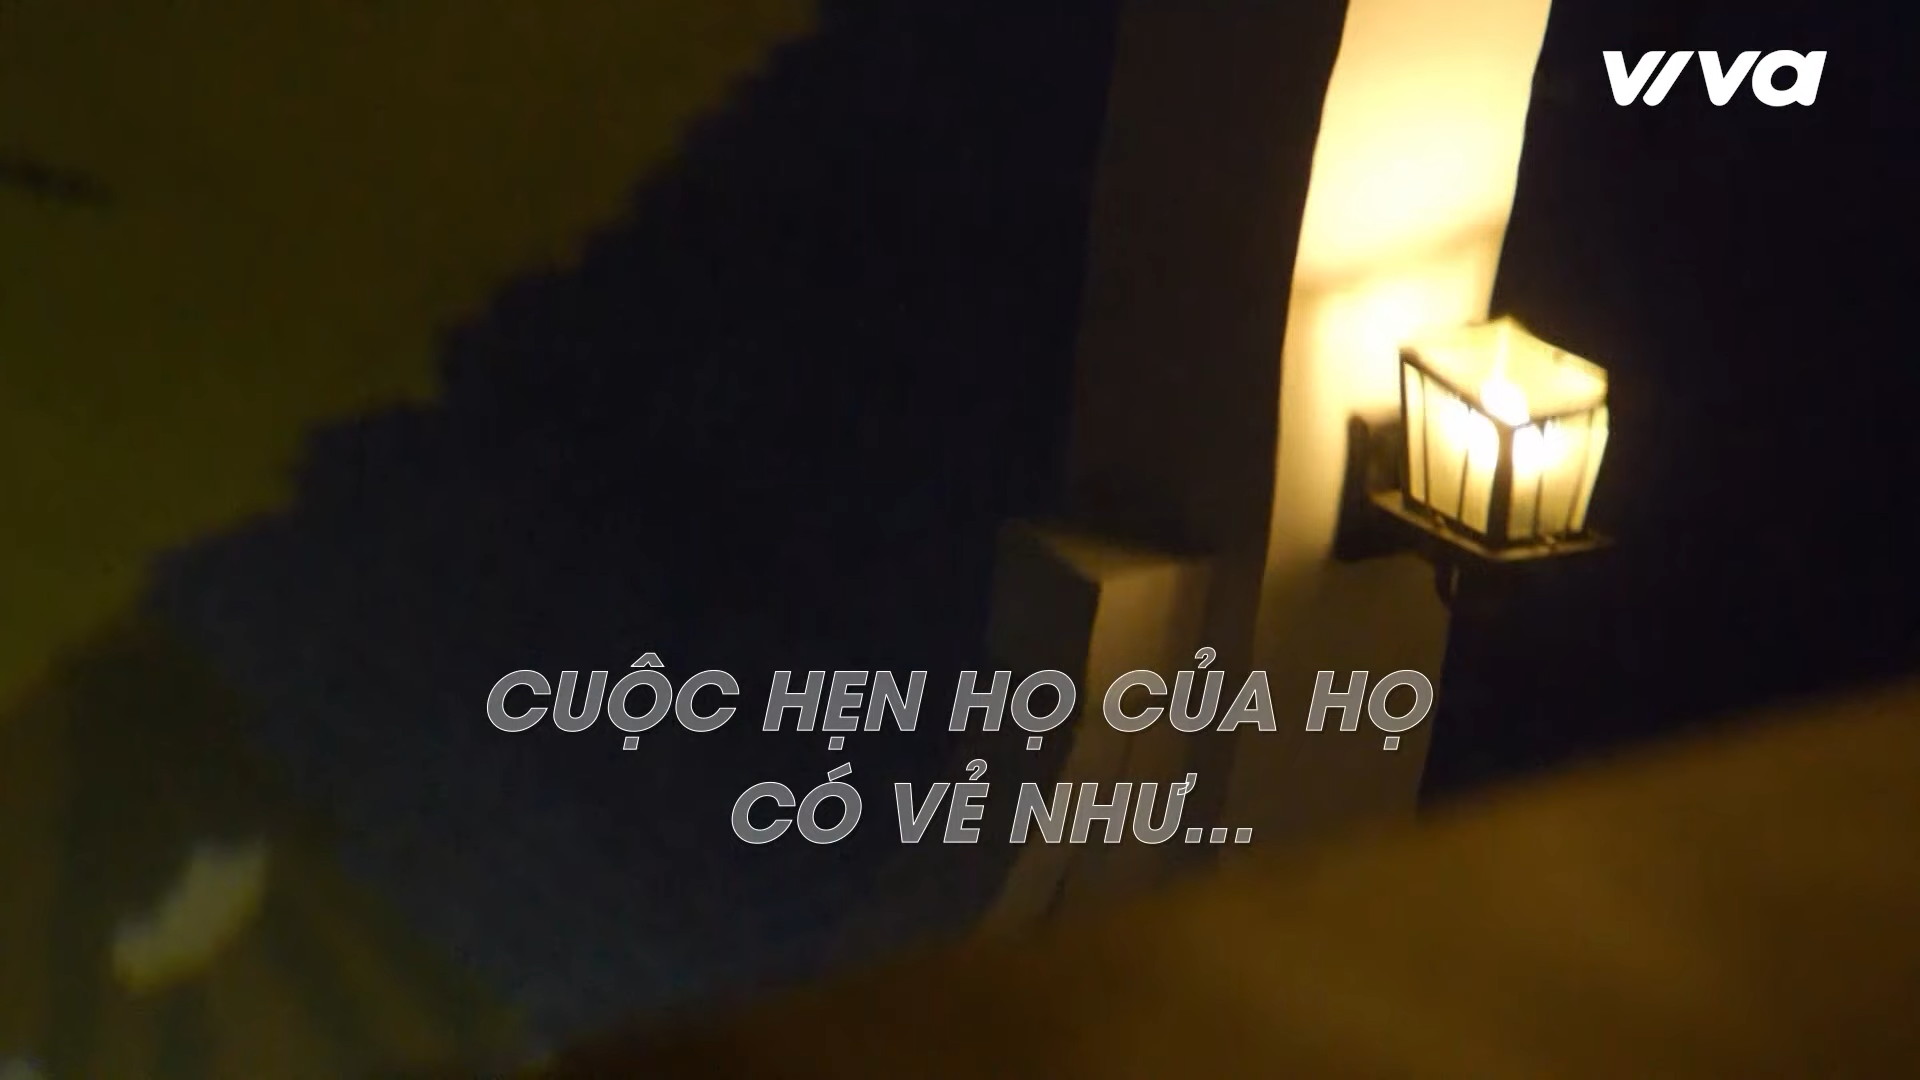 VIVA
CUỘC HẸN HỌ CỦA HỌ
CÓ VẺ NHƯ...